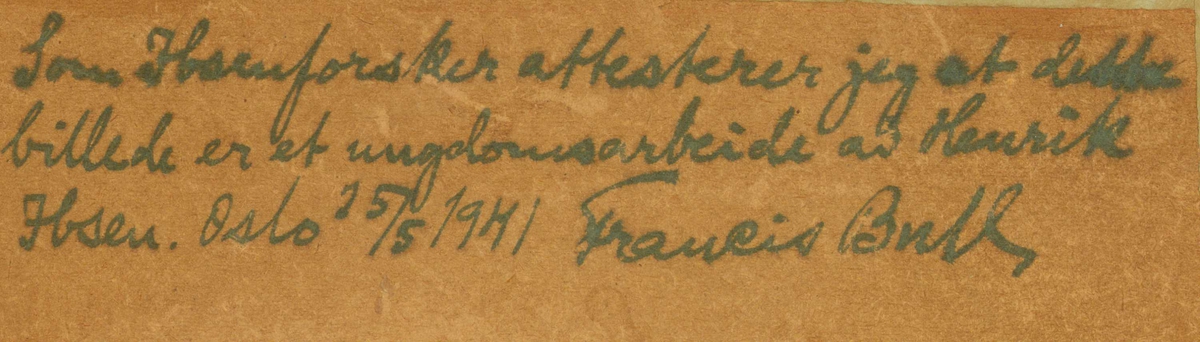 Som Ibsenforsker attesterer jeg at dette
billede er et ungdomsarbeide av Henrik
Ibsen. Oslo 25/5 1941 Francis Bull